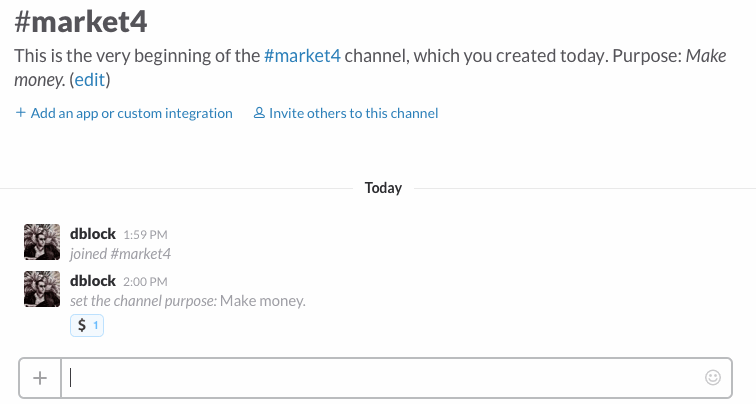 #market4
This is the very beginning of the #market4 channel, which you created today. Purpose: Make
money. (edit)
+ Add an app or custom integration Invite others to this channel
Today
dblock 1:59 PM
joined #market4
dblock 2:00 PM
set the channel purpose: Make money.
$ 1
+